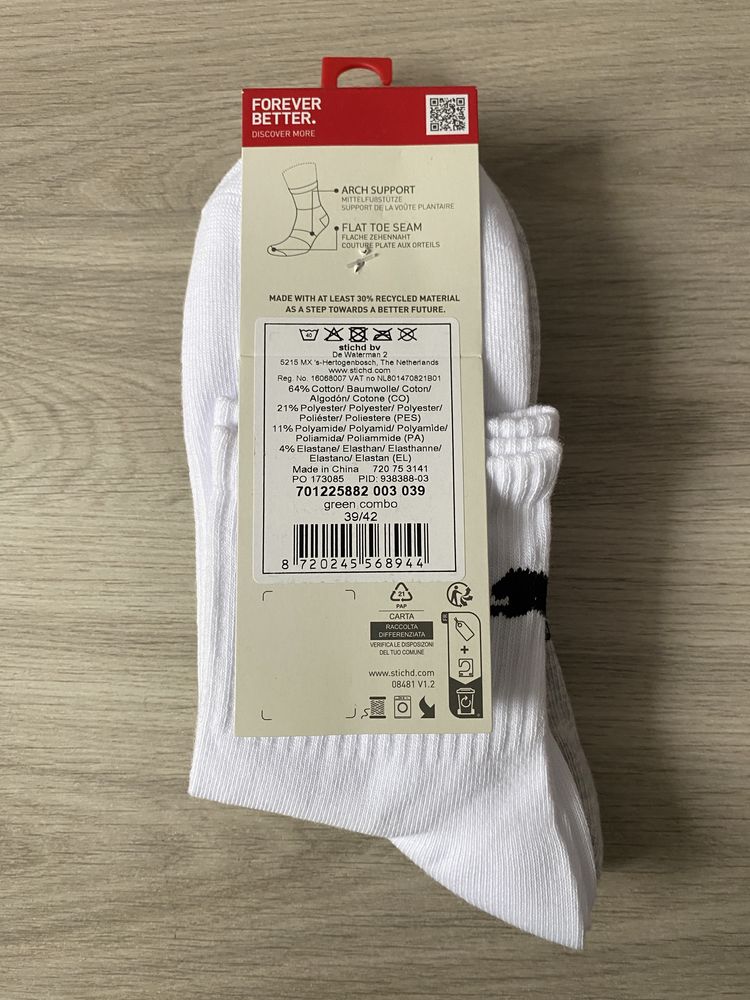 FOREVER
BETTER.
DISCOVER MORE
ARCH SUPPORT
MITTELFUßSTÜTZE
SUPPORT DE LA VOÛTE PLANTAIRE
FLAT TOE SEAM
FLACHE ZEHENNAHT
COUTURE PLATE AUX ORTEILS
MADE WITH AT LEAST 30% RECYCLED MATERIAL
AS A STEP TOWARDS A BETTER FUTURE.
40
stichd bv
De Waterman 2
5215 MX 's-Hertogenbosch, The Netherlands
www.stichd.com
Reg. No. 16068007 VAT no NL801470821B01
64% Cotton/ Baumwolle/ Coton/
Algodón/ Cotone (CO)
21% Polyester/ Polyester/ Polyester/
Poliéster/ Poliestere (PES)
11% Polyamide/ Polyamid/ Polyamide/
Poliamida/ Poliammide (PA)
4% Elastane/ Elasthan/ Elasthanne/
Elastano/ Elastan (EL)
Made in China 720 75 3141
PO 173085 PID: 938388-03
701225882 003 039
green combo
39/42
8 720245 568944
21
PAP
CARTA
RACCOLTA
DIFFERENZIATA
VERIFICA LE DISPOSIZIONI
DEL TUO COMUNE
FR
+
www.stichd.com
08481 V1.2